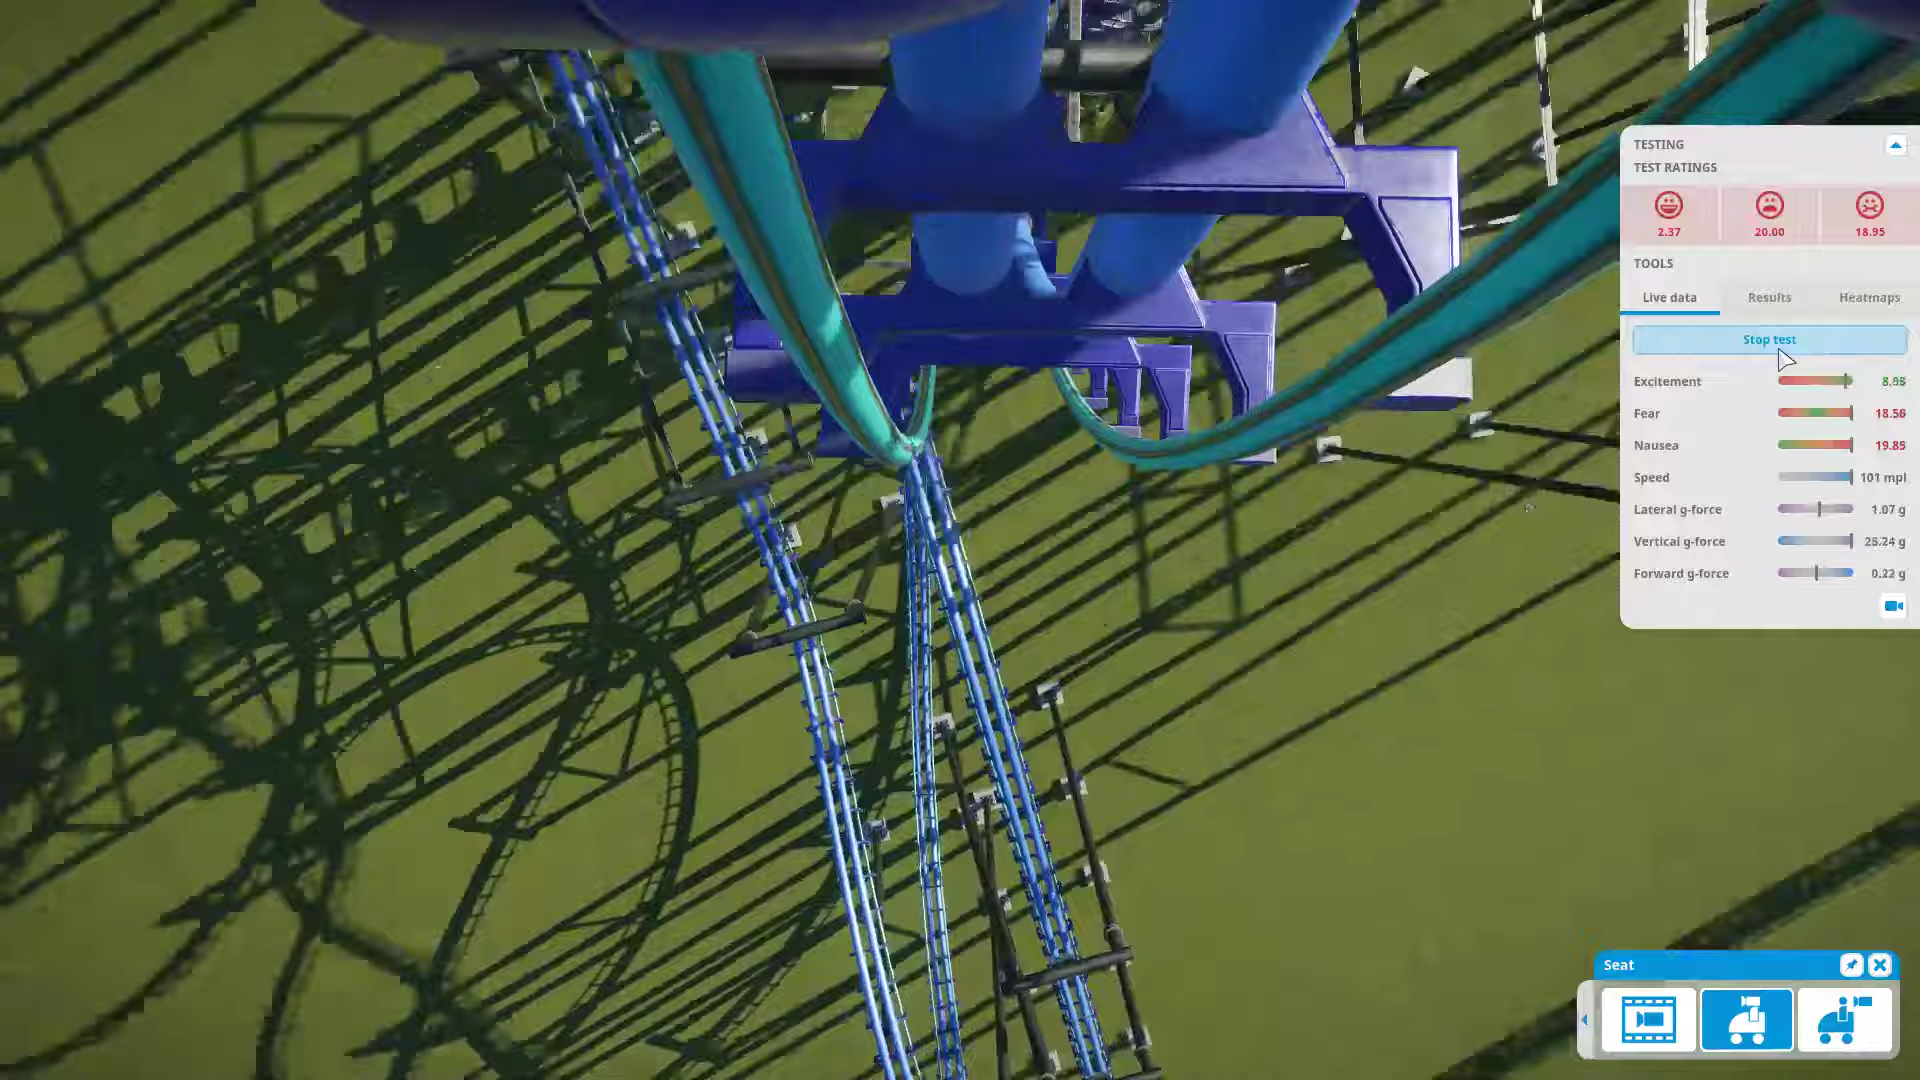 TESTING
TEST RATINGS
2.37 20.00 18.95
TOOLS
Live data Results Heatmaps
Stop test
Excitement 8.95
Fear 18.56
Nausea 19.85
Speed 101 mpl
Lateral g-force 1.07 g
Vertical g-force 25.24 g
Forward g-force 0.22 g
Seat